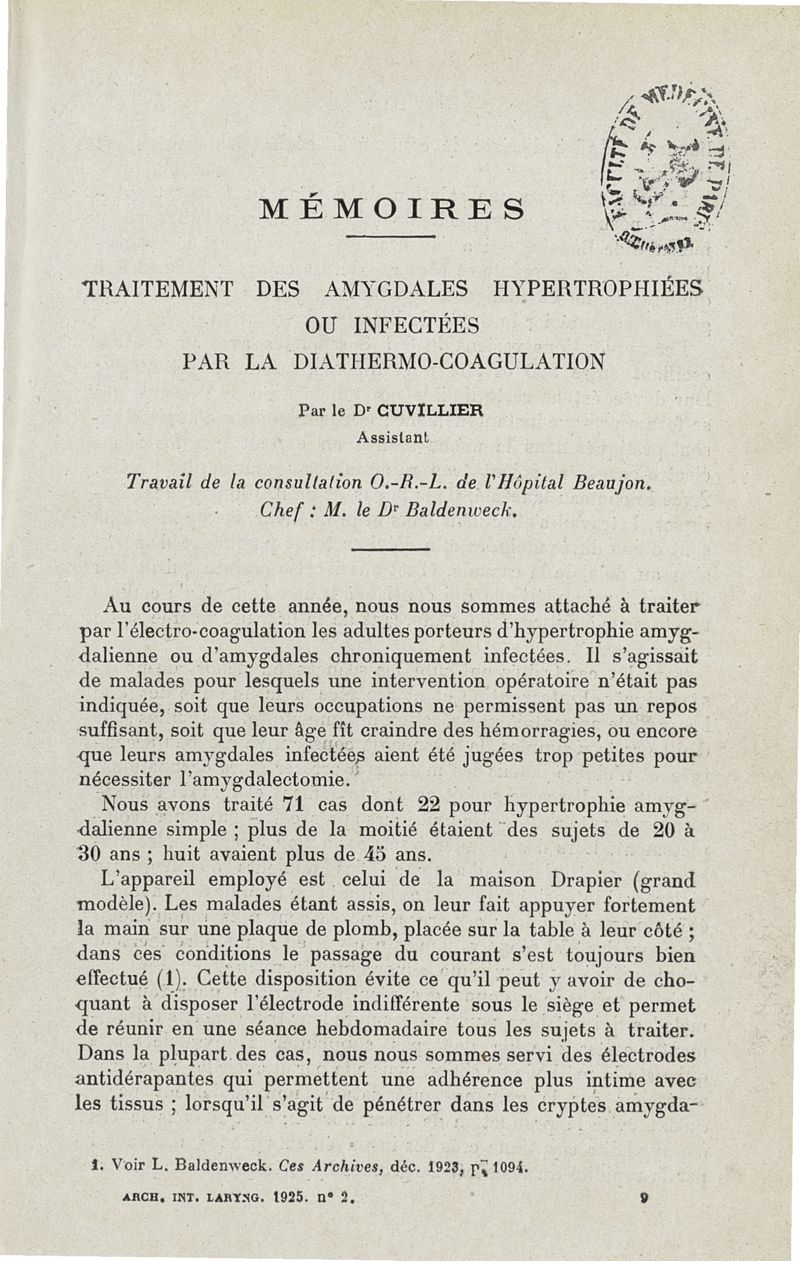 FACULTÉ DE MÉDECINE DE PARIS
MÉMOIRES
TRAITEMENT DES AMYGDALES HYPERTROPHIÉES
OU INFECTÉES
PAR LA DIATHERMO-COAGULATION
Par le Dr CUVILLIER
Assistant
Travail de la consultation O.-R.-L. de l'Hôpital Beaujon.
Chef : M. le Dr Baldenweck.
Au cours de cette année, nous nous sommes attaché à traiter
par l'électro-coagulation les adultes porteurs d'hypertrophie amyg-
dalienne ou d'amygdales chroniquement infectées. Il s'agissait
de malades pour lesquels une intervention opératoire n'était pas
indiquée, soit que leurs occupations ne permissent pas un repos
suffisant, soit que leur âge fît craindre des hémorragies, ou encore
que leurs amygdales infectées aient été jugées trop petites pour
nécessiter l'amygdalectomie.
Nous avons traité 71 cas dont 22 pour hypertrophie amyg-
dalienne simple ; plus de la moitié étaient des sujets de 20 à
30 ans ; huit avaient plus de 45 ans.
L'appareil employé est celui de la maison Drapier (grand
modèle). Les malades étant assis, on leur fait appuyer fortement
la main sur une plaque de plomb, placée sur la table à leur côté ;
dans ces conditions le passage du courant s'est toujours bien
effectué (1). Cette disposition évite ce qu'il peut y avoir de cho-
quant à disposer l'électrode indifférente sous le siège et permet
de réunir en une séance hebdomadaire tous les sujets à traiter.
Dans la plupart des cas, nous nous sommes servi des électrodes
antidérapantes qui permettent une adhérence plus intime avec
les tissus ; lorsqu'il s'agit de pénétrer dans les cryptes amygda-
1. Voir L. Baldenweck. Ces Archives, déc. 1923, p. 1094.
ARCH. INT. LARYNG. 1925. n° 2. 9